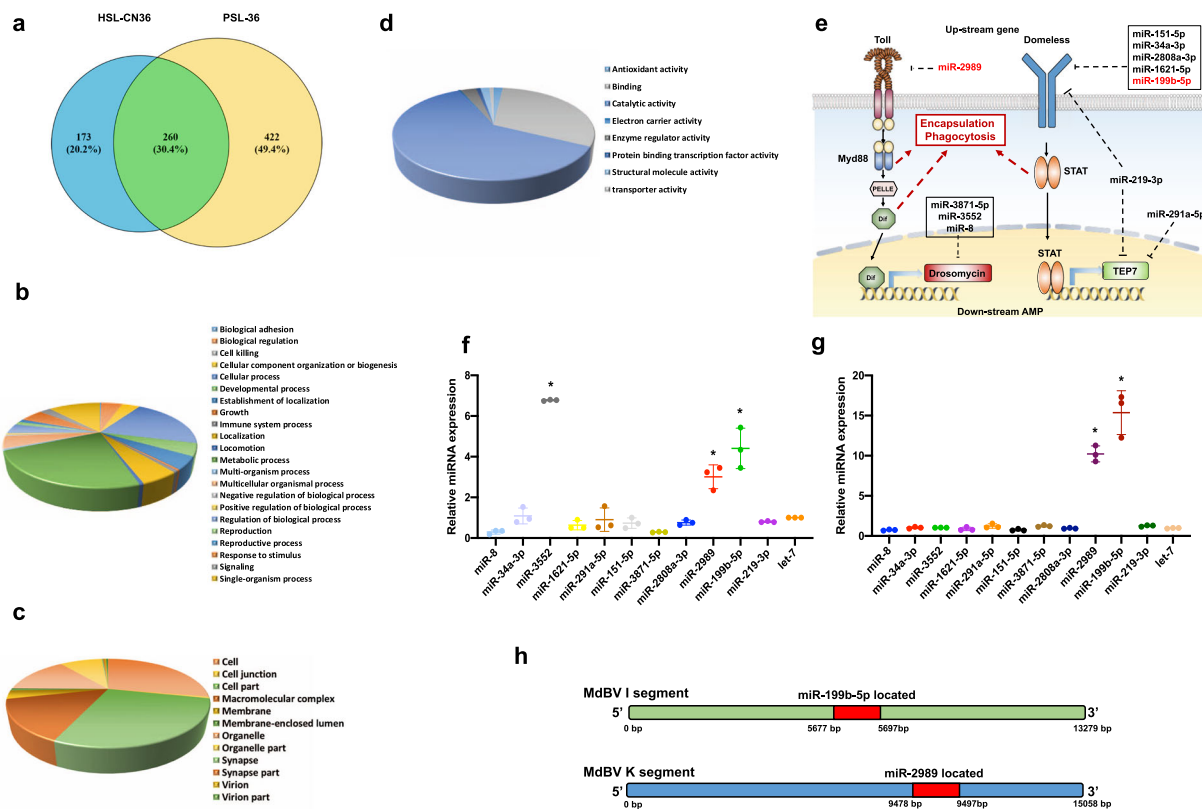 a
HSL-CN36
PSL-36
173
(20.2%)
260
(30.4%)
422
(49.4%)
b
Biological adhesion
Biological regulation
Cell killing
Cellular component organization or biogenesis
Cellular process
Developmental process
Establishment of localization
Growth
Immune system process
Localization
Locomotion
Metabolic process
Multi-organism process
Multicellular organismal process
Negative regulation of biological process
Positive regulation of biological process
Regulation of biological process
Reproduction
Reproductive process
Response to stimulus
Signaling
Single-organism process
c
Cell
Cell junction
Cell part
Macromolecular complex
Membrane
Membrane-enclosed lumen
Organelle
Organelle part
Synapse
Synapse part
Virion
Virion part
d
Antioxidant activity
Binding
Catalytic activity
Electron carrier activity
Enzyme regulator activity
Protein binding transcription factor activity
Structural molecule activity
transporter activity
e
Up-stream gene
Toll
Domeless
miR-2989
miR-151-5p
miR-34a-3p
miR-2808a-3p
miR-1621-5p
miR-199b-5p
Encapsulation
Phagocytosis
Myd88
PELLE
Dif
STAT
miR-219-3p
miR-291a-5p
miR-3871-5p
miR-3552
miR-8
Dif
Drosomycin
STAT
TEP7
Down-stream AMP
f
Relative miRNA expression
8
6
4
2
0
*
*
*
miR-8
miR-34a-3p
miR-3552
miR-1621-5p
miR-291a-5p
miR-151-5p
miR-3871-5p
miR-2808a-3p
miR-2989
miR-199b-5p
miR-219-3p
let-7
g
Relative miRNA expression
20
15
10
5
0
*
*
miR-8
miR-34a-3p
miR-3552
miR-1621-5p
miR-291a-5p
miR-151-5p
miR-3871-5p
miR-2808a-3p
miR-2989
miR-199b-5p
miR-219-3p
let-7
h
MdBV I segment
miR-199b-5p located
5’
3’
0 bp
5677 bp
5697bp
13279 bp
MdBV K segment
miR-2989 located
5’
3’
0 bp
9478 bp
9497bp
15058 bp